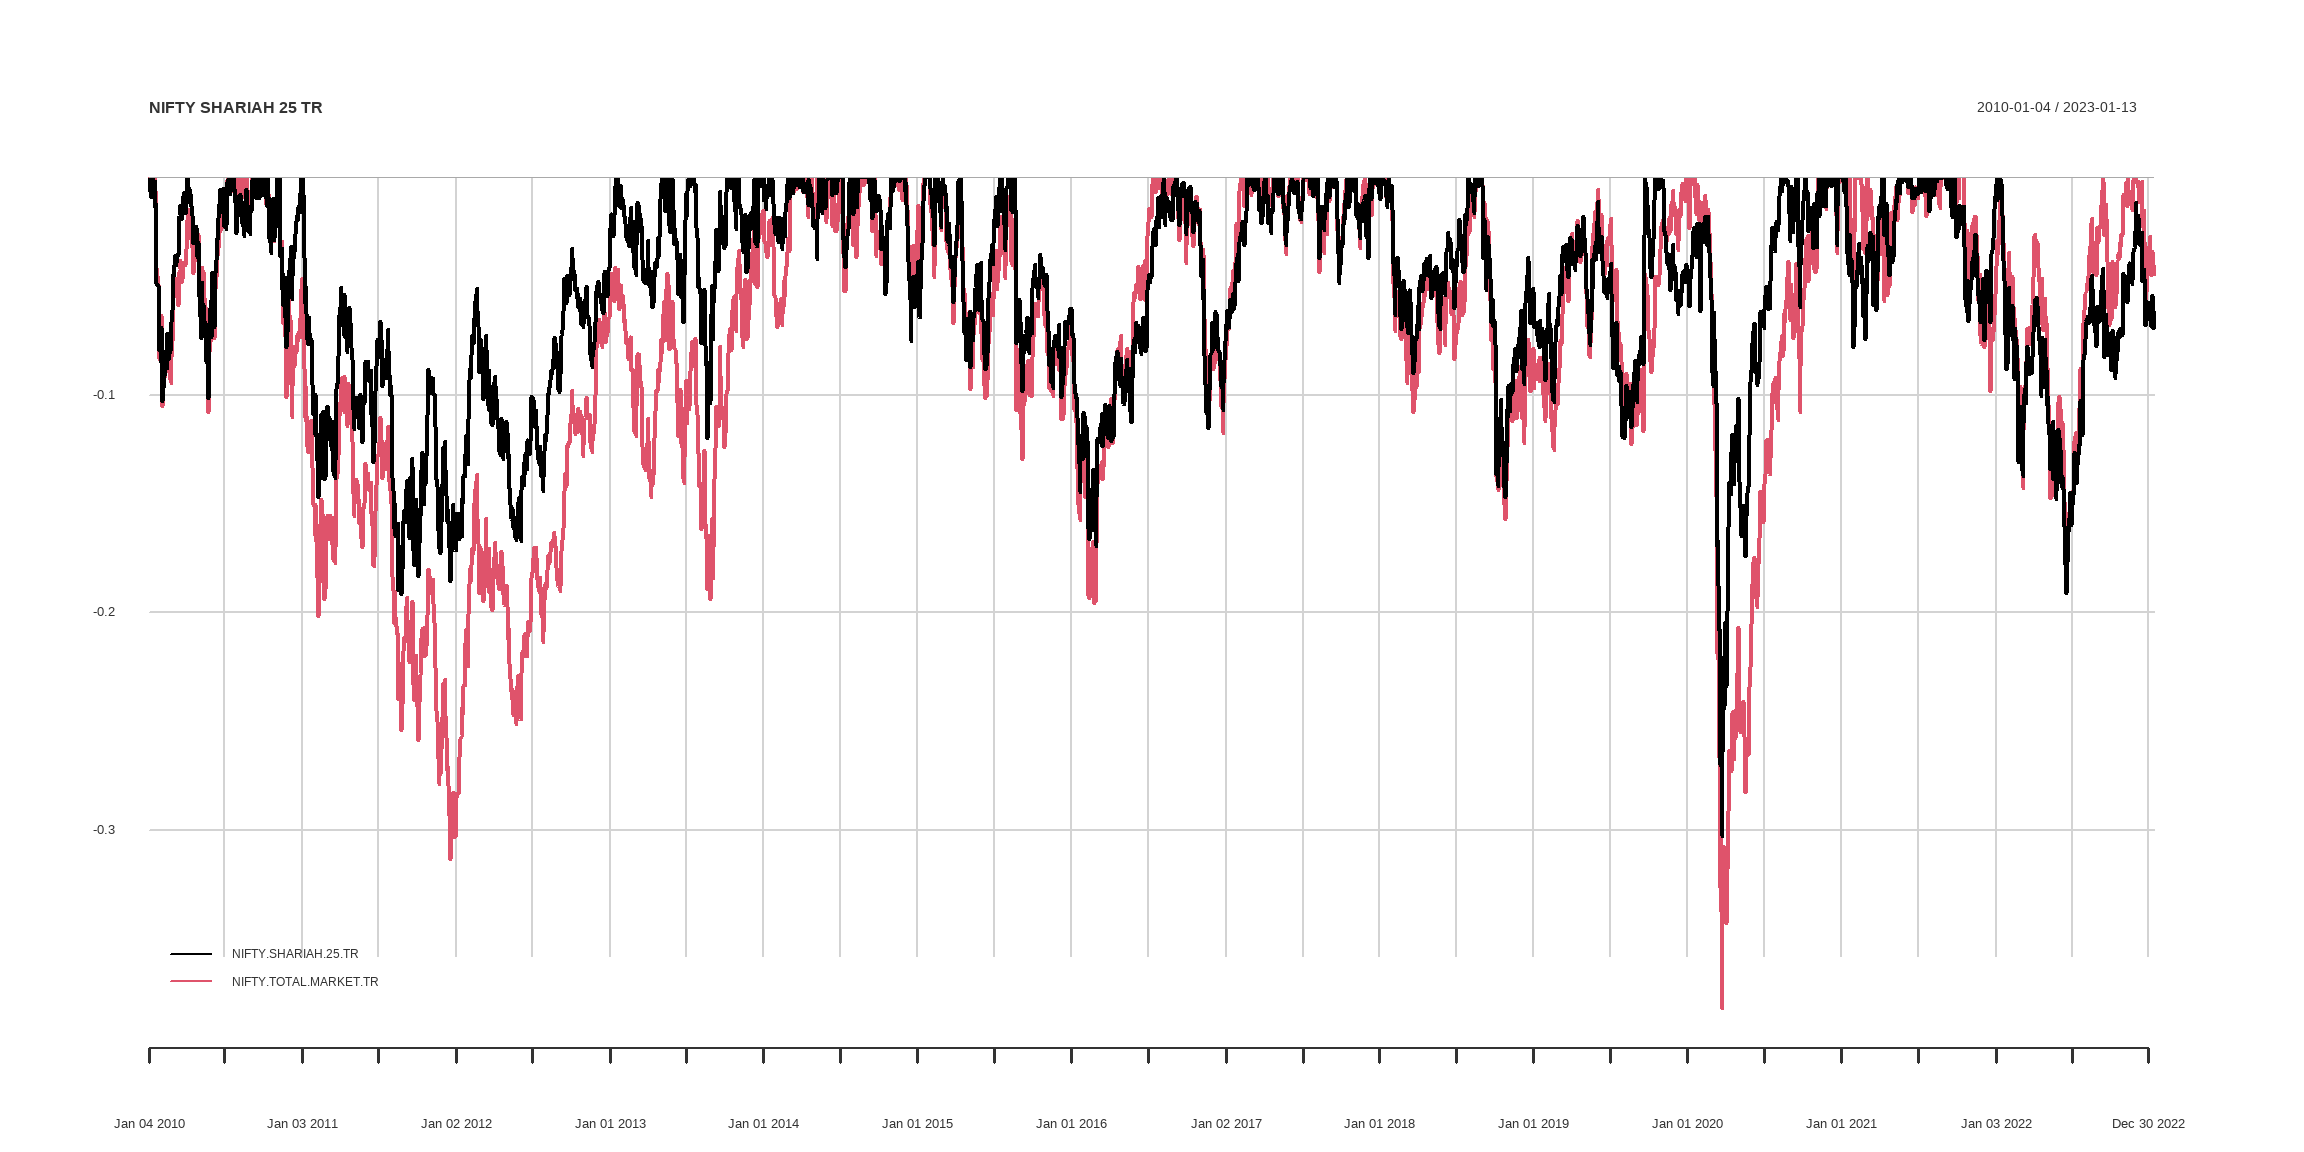 NIFTY SHARIAH 25 TR
2010-01-04 / 2023-01-13
-0.1
-0.2
-0.3
NIFTY.SHARIAH.25.TR
NIFTY.TOTAL.MARKET.TR
Jan 04 2010 Jan 03 2011 Jan 02 2012 Jan 01 2013 Jan 01 2014 Jan 01 2015 Jan 01 2016 Jan 02 2017 Jan 01 2018 Jan 01 2019 Jan 01 2020 Jan 01 2021 Jan 03 2022 Dec 30 2022